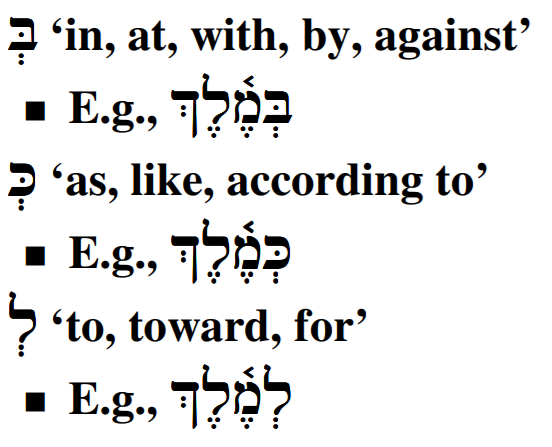 בְּ ‘in, at, with, by, against’
■ E.g., בְּמֶ֫לֶךְ
כְּ ‘as, like, according to’
■ E.g., כְּמֶ֫לֶךְ
לְ ‘to, toward, for’
■ E.g., לְמֶ֫לֶךְ